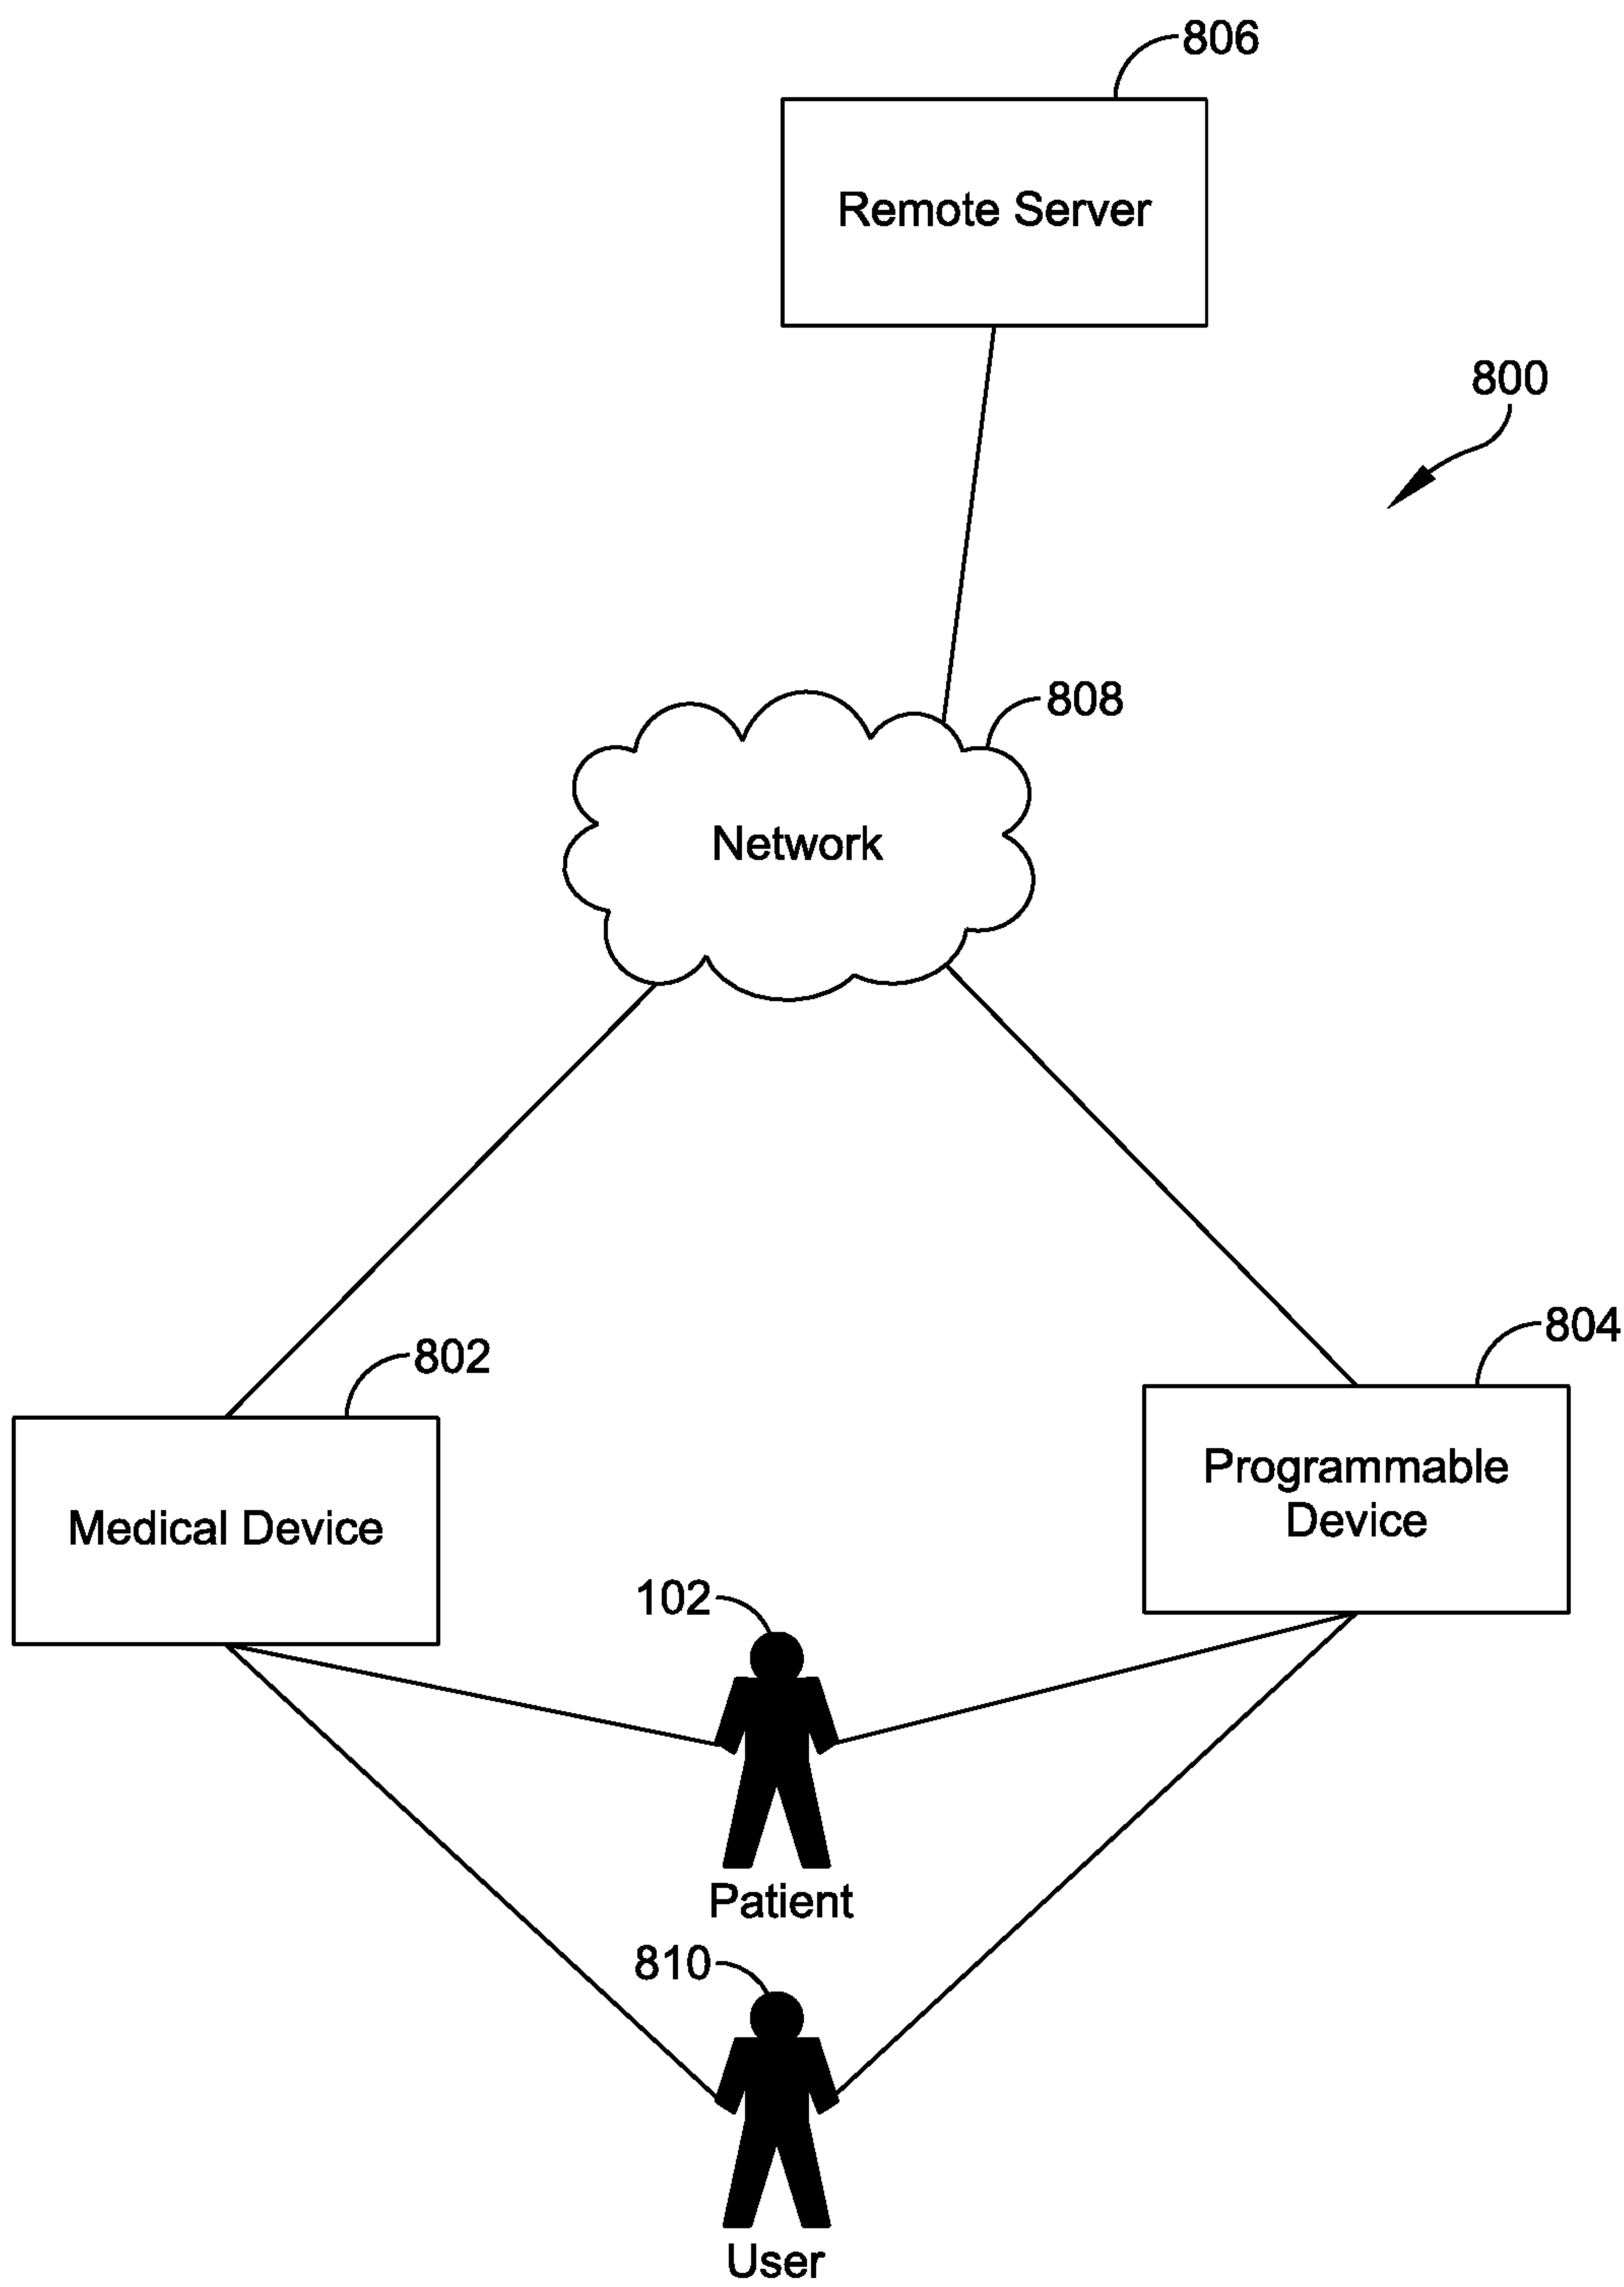 806
Remote Server
800
808
Network
804
802
Programmable
Device
Medical Device
102
Patient
810
User